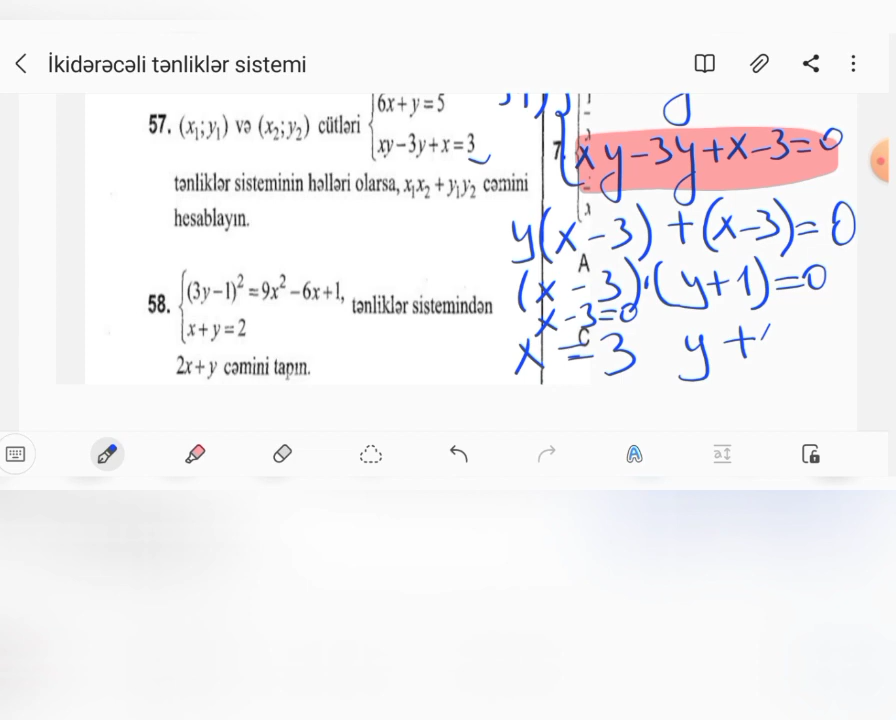 İkidərəcəli tənliklər sistemi
57. (x₁;y₁) və (x₂;y₂) cütləri
6x+y=5
xy−3y+x=3
tənliklər sisteminin həlləri olarsa, x₁x₂+y₁y₂ cəmini
hesablayın.
58. (3y−1)²=9x²−6x+1, tənliklər sistemindən
x+y=2
2x+y cəmini tapın.
7.
xy−3y+x−3=0
y(x−3)+(x−3)=0
A
(x−3)·(y+1)=0
x−3=0
C
x=3 y+